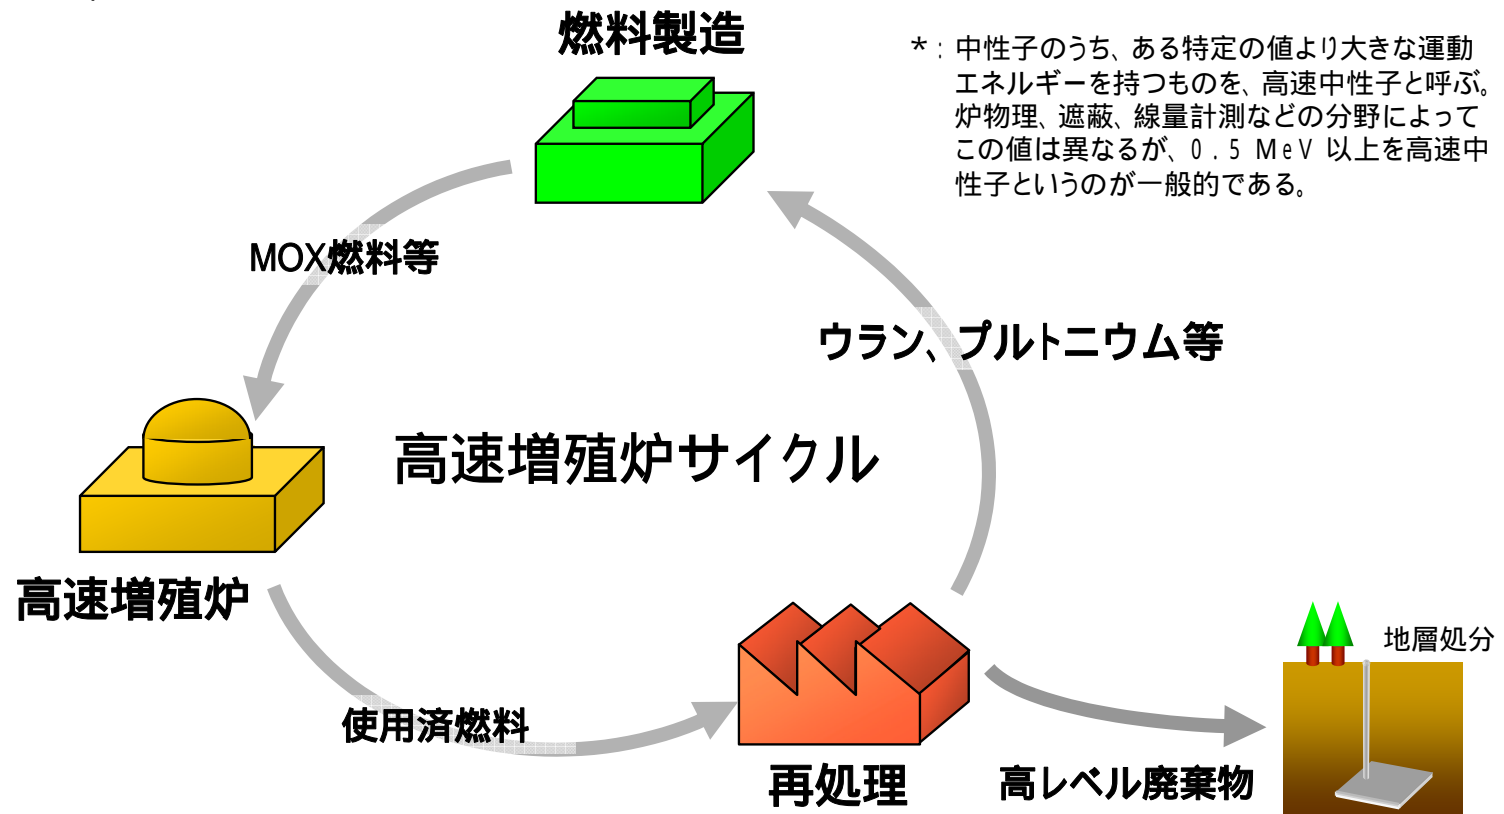 燃料製造
*:中性子のうち、ある特定の値より大きな運動
エネルギーを持つものを、高速中性子と呼ぶ。
炉物理、遮蔽、線量計測などの分野によって
この値は異なるが、0.5 MeV 以上を高速中
性子というのが一般的である。
MOX燃料等
ウラン、プルトニウム等
高速増殖炉サイクル
高速増殖炉
使用済燃料
再処理
高レベル廃棄物
地層処分